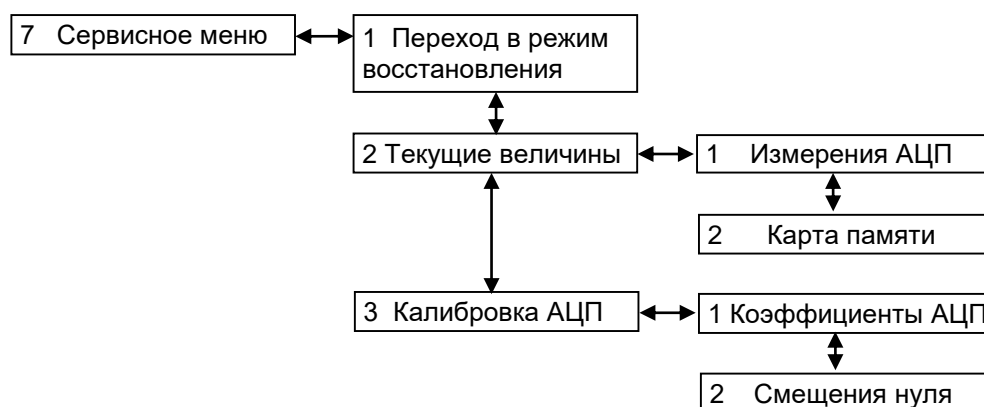 7 Сервисное меню
1 Переход в режим
восстановления
2 Текущие величины
1 Измерения АЦП
2 Карта памяти
3 Калибровка АЦП
1 Коэффициенты АЦП
2 Смещения нуля